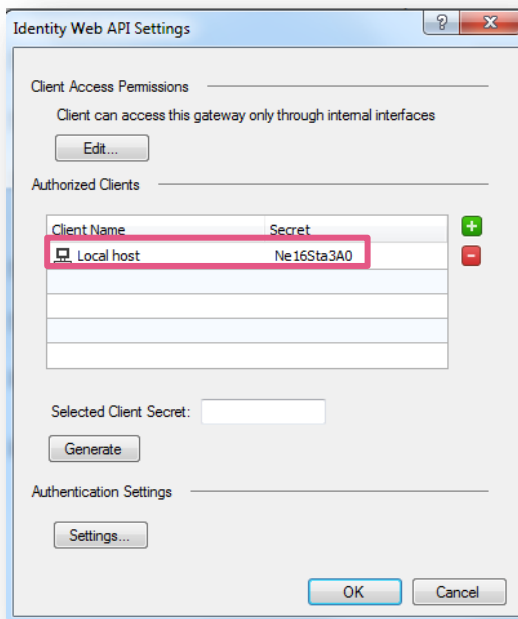 Identity Web API Settings
?
X
Client Access Permissions
Client can access this gateway only through internal interfaces
Edit...
Authorized Clients
Client Name Secret
Local host Ne16Sta3A0
Selected Client Secret:
Generate
Authentication Settings
Settings...
OK Cancel